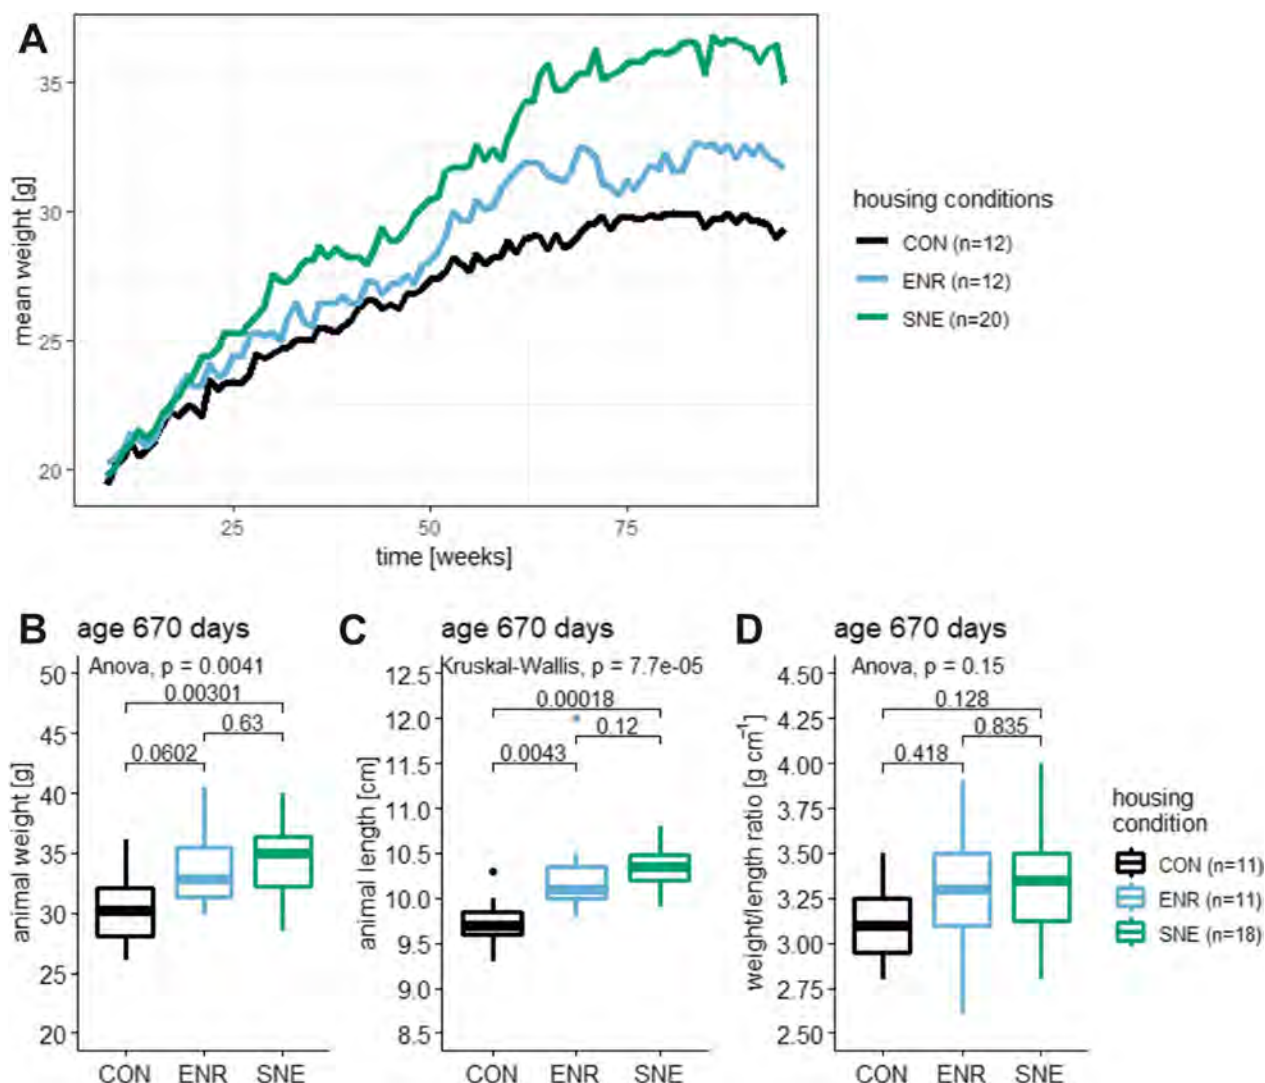 A
35
30
25
20
mean weight [g]
25 50 75
time [weeks]
housing conditions
CON (n=12)
ENR (n=12)
SNE (n=20)
B age 670 days
Anova, p = 0.0041
0.00301
0.63
0.0602
50
45
40
35
30
25
20
animal weight [g]
CON ENR SNE
C age 670 days
Kruskal-Wallis, p = 7.7e-05
0.00018
0.12
0.0043
12.5
12.0
11.5
11.0
10.5
10.0
9.5
9.0
8.5
animal length [cm]
CON ENR SNE
D age 670 days
Anova, p = 0.15
0.128
0.835
0.418
4.50
4.25
4.00
3.75
3.50
3.25
3.00
2.75
2.50
weight/length ratio [g cm⁻¹]
CON ENR SNE
housing
condition
CON (n=11)
ENR (n=11)
SNE (n=18)